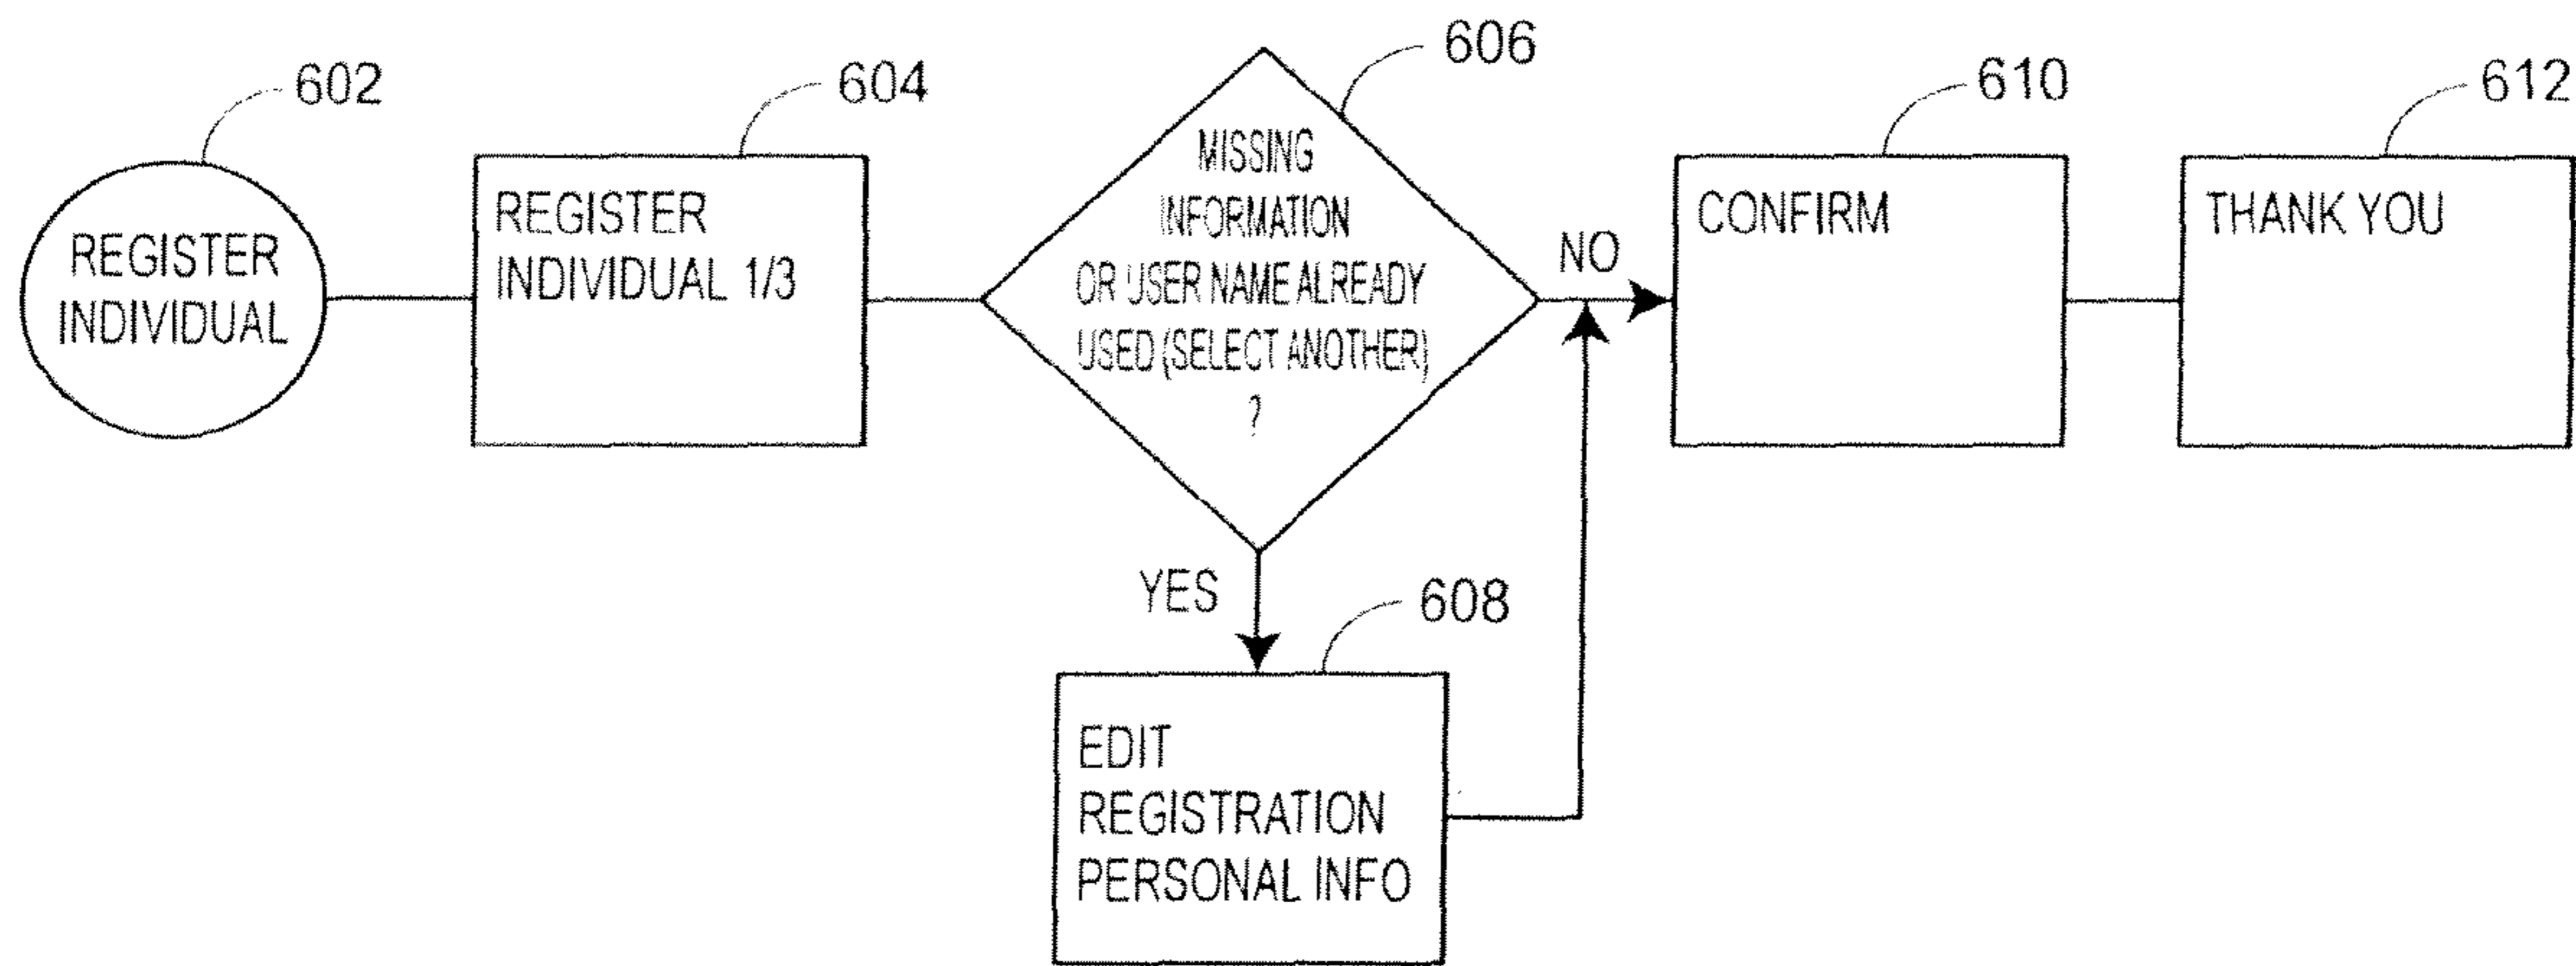 602
REGISTER
INDIVIDUAL
604
REGISTER
INDIVIDUAL 1/3
606
MISSING
INFORMATION
OR USER NAME ALREADY
USED (SELECT ANOTHER)
?
NO
YES
608
EDIT
REGISTRATION
PERSONAL INFO
610
CONFIRM
612
THANK YOU